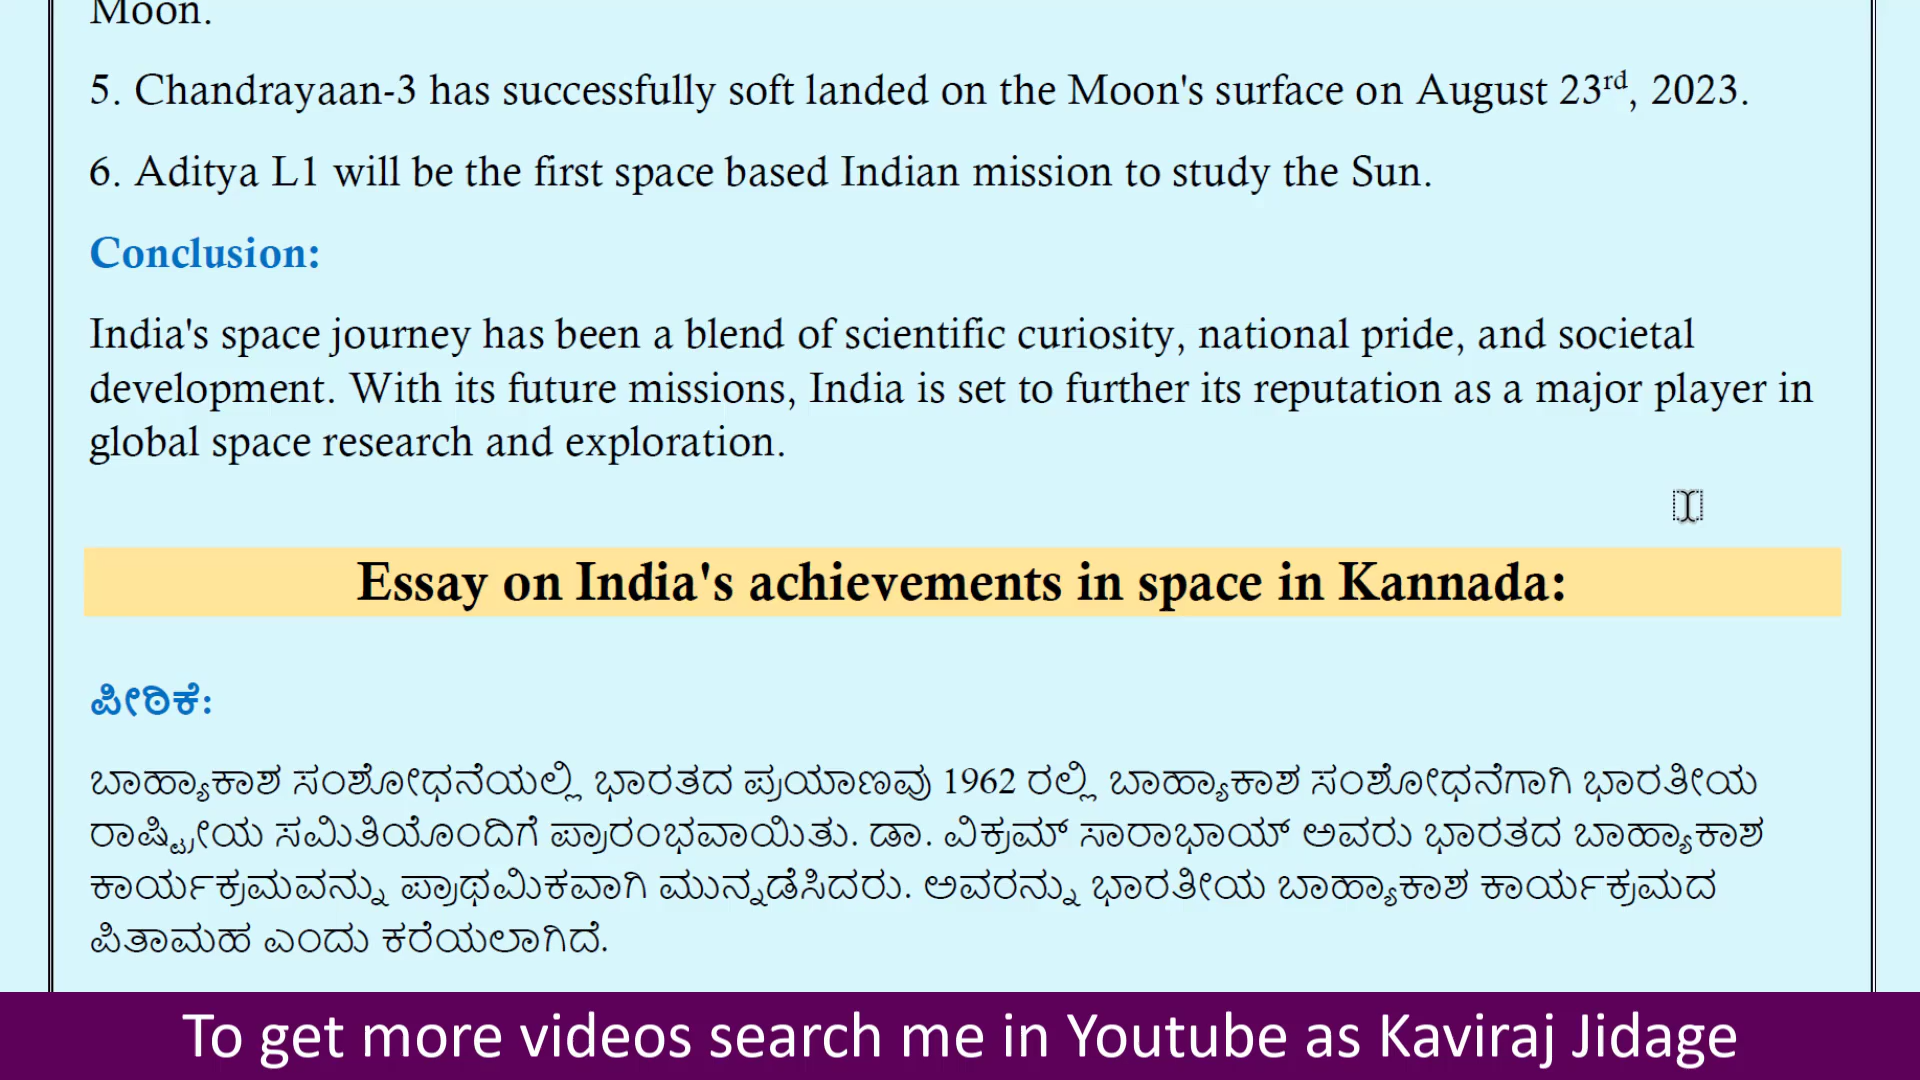 Moon.
5. Chandrayaan-3 has successfully soft landed on the Moon's surface on August 23rd, 2023.
6. Aditya L1 will be the first space based Indian mission to study the Sun.
Conclusion:
India's space journey has been a blend of scientific curiosity, national pride, and societal
development. With its future missions, India is set to further its reputation as a major player in
global space research and exploration.
Essay on India's achievements in space in Kannada:
ಪೀಠಿಕೆ:
ಬಾಹ್ಯಾಕಾಶ ಸಂಶೋಧನೆಯಲ್ಲಿ ಭಾರತದ ಪ್ರಯಾಣವು 1962 ರಲ್ಲಿ ಬಾಹ್ಯಾಕಾಶ ಸಂಶೋಧನೆಗಾಗಿ ಭಾರತೀಯ
ರಾಷ್ಟ್ರೀಯ ಸಮಿತಿಯೊಂದಿಗೆ ಪ್ರಾರಂಭವಾಯಿತು. ಡಾ. ವಿಕ್ರಮ್ ಸಾರಾಭಾಯ್ ಅವರು ಭಾರತದ ಬಾಹ್ಯಾಕಾಶ
ಕಾರ್ಯಕ್ರಮವನ್ನು ಪ್ರಾಥಮಿಕವಾಗಿ ಮುನ್ನಡೆಸಿದರು. ಅವರನ್ನು ಭಾರತೀಯ ಬಾಹ್ಯಾಕಾಶ ಕಾರ್ಯಕ್ರಮದ
ಪಿತಾಮಹ ಎಂದು ಕರೆಯಲಾಗಿದೆ.
To get more videos search me in Youtube as Kaviraj Jidage